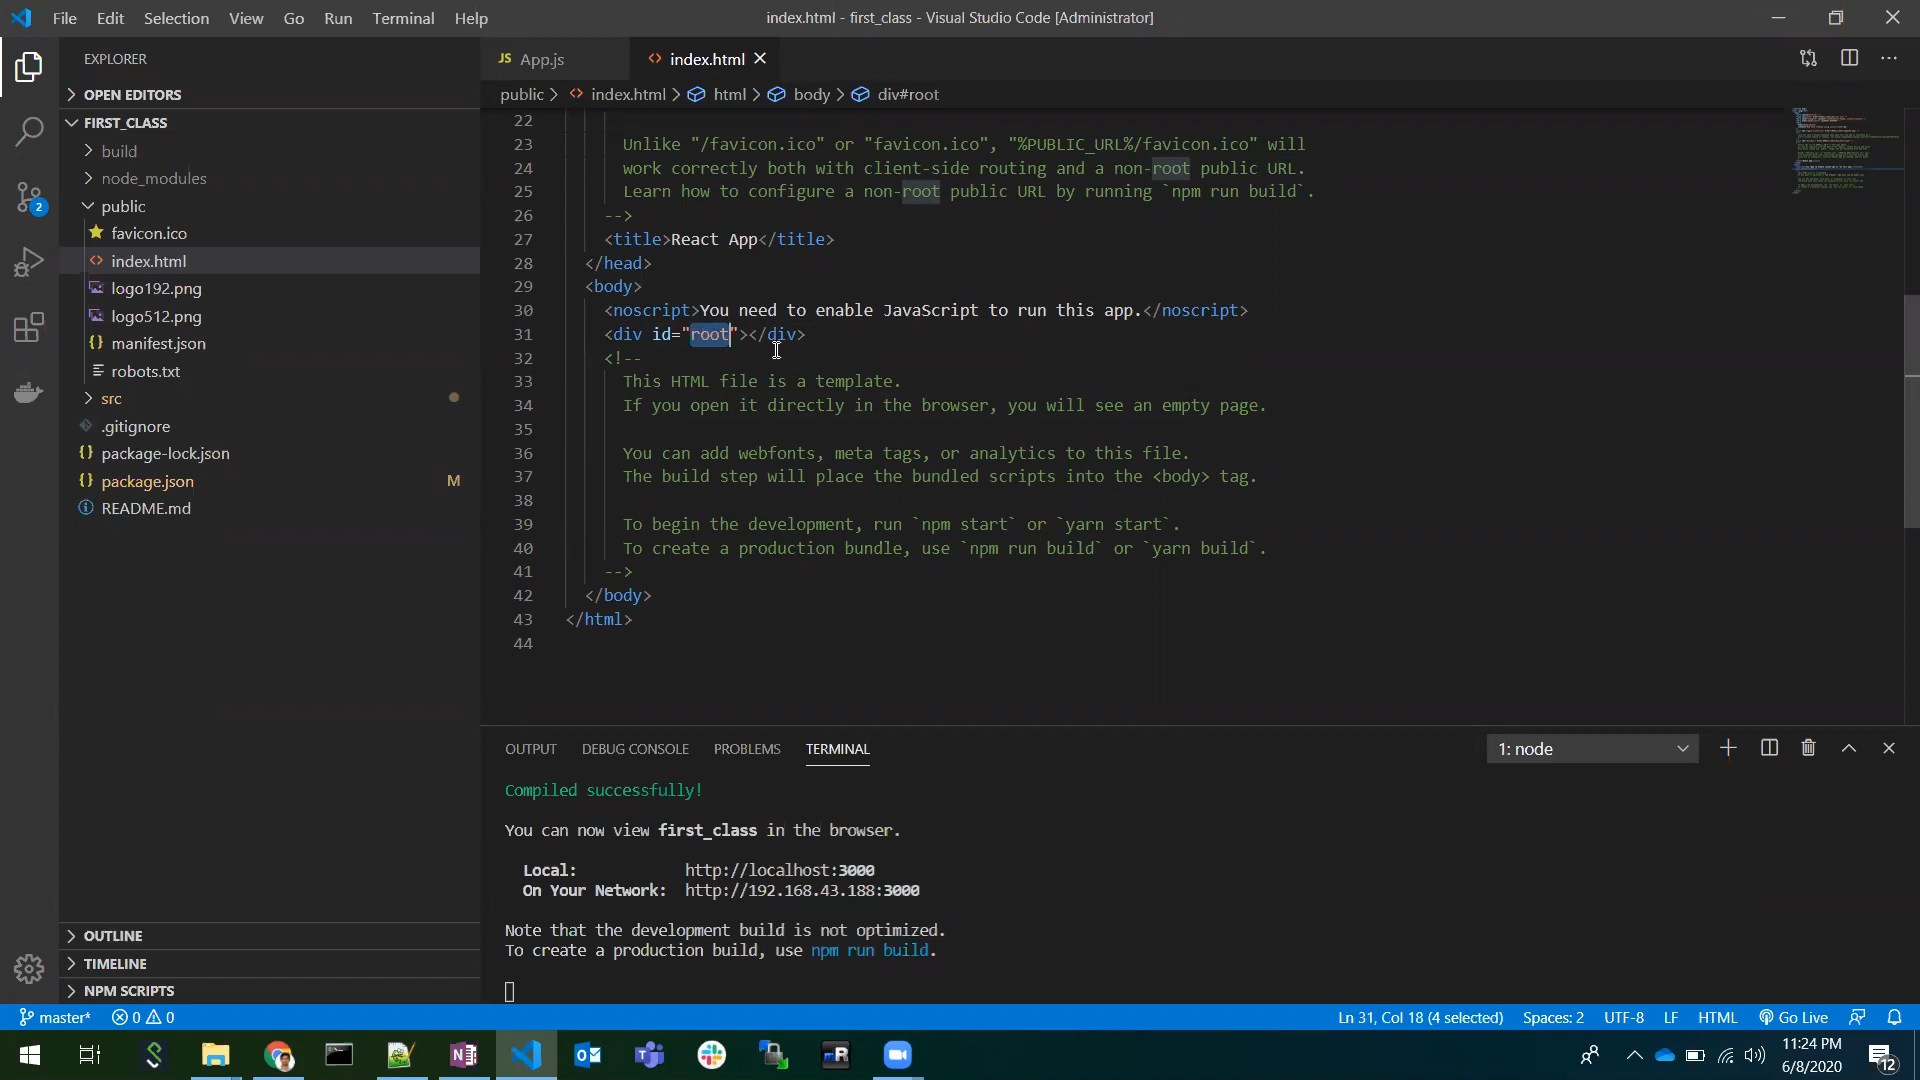 File Edit Selection View Go Run Terminal Help
index.html - first_class - Visual Studio Code [Administrator]
EXPLORER
OPEN EDITORS
FIRST_CLASS
build
node_modules
public
favicon.ico
index.html
logo192.png
logo512.png
manifest.json
robots.txt
src
.gitignore
package-lock.json
package.json M
README.md
OUTLINE
TIMELINE
NPM SCRIPTS
2
JS App.js
index.html
public > index.html > html > body > div#root
22
23 Unlike "/favicon.ico" or "favicon.ico", "%PUBLIC_URL%/favicon.ico" will
24 work correctly both with client-side routing and a non-root public URL.
25 Learn how to configure a non-root public URL by running `npm run build`.
26 -->
27 <title>React App</title>
28 </head>
29 <body>
30 <noscript>You need to enable JavaScript to run this app.</noscript>
31 <div id="root"></div>
32 <!--
33 This HTML file is a template.
34 If you open it directly in the browser, you will see an empty page.
35
36 You can add webfonts, meta tags, or analytics to this file.
37 The build step will place the bundled scripts into the <body> tag.
38
39 To begin the development, run `npm start` or `yarn start`.
40 To create a production bundle, use `npm run build` or `yarn build`.
41 -->
42 </body>
43 </html>
44
OUTPUT DEBUG CONSOLE PROBLEMS TERMINAL
1: node
Compiled successfully!
You can now view first_class in the browser.
Local: http://localhost:3000
On Your Network: http://192.168.43.188:3000
Note that the development build is not optimized.
To create a production build, use npm run build.
master* 0 0
Ln 31, Col 18 (4 selected) Spaces: 2 UTF-8 LF HTML Go Live
N
mR
11:24 PM
6/8/2020
12